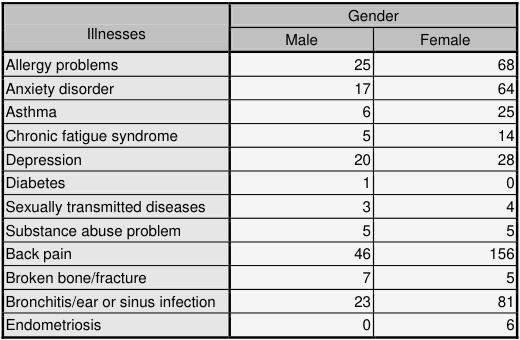 Illnesses Gender
Male Female
Allergy problems 25 68
Anxiety disorder 17 64
Asthma 6 25
Chronic fatigue syndrome 5 14
Depression 20 28
Diabetes 1 0
Sexually transmitted diseases 3 4
Substance abuse problem 5 5
Back pain 46 156
Broken bone/fracture 7 5
Bronchitis/ear or sinus infection 23 81
Endometriosis 0 6